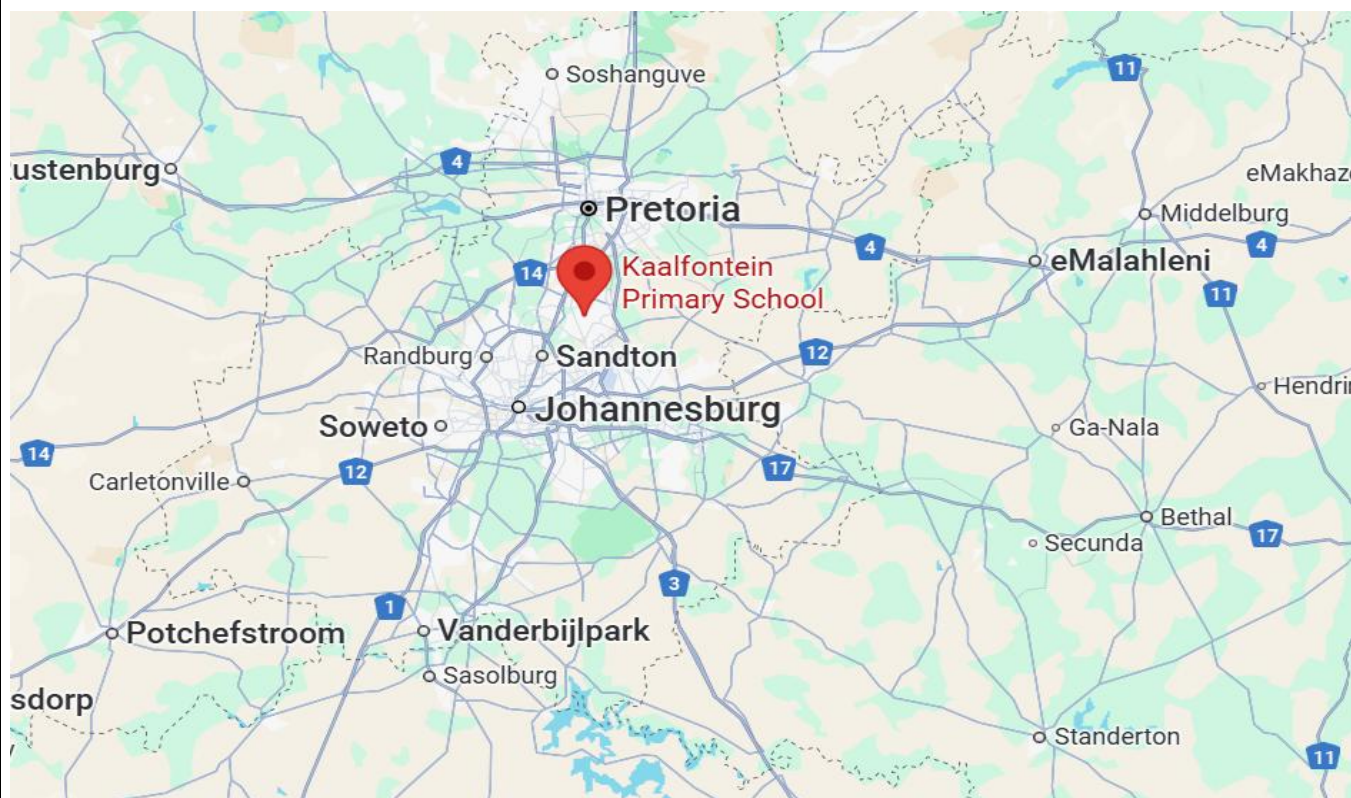 Soshanguve
11
4
ustenburg
eMakhaz
Pretoria
Middelburg
4
4
eMalahleni
14
Kaalfontein
Primary School
11
Randburg
Sandton
12
Hendrin
Johannesburg
Soweto
Ga-Nala
14
12
17
Carletonville
Bethal
17
Secunda
3
1
Potchefstroom
Vanderbijlpark
Sasolburg
sdorp
Standerton
11